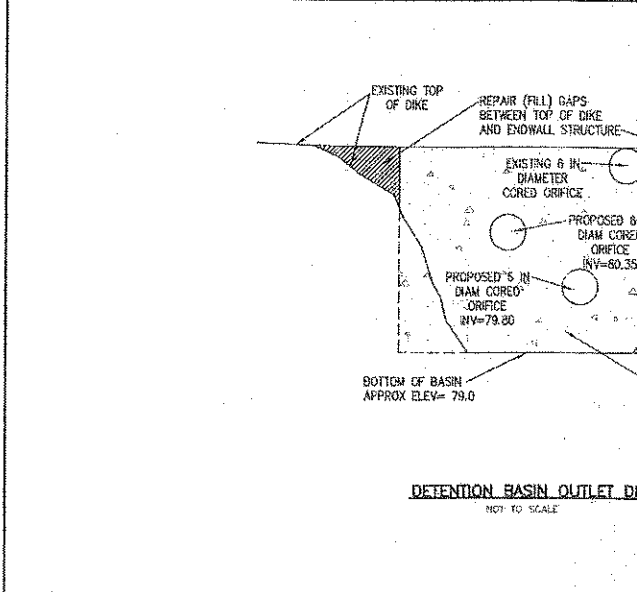 EXISTING TOP
OF DIKE
REPAIR (FILL) GAPS
BETWEEN TOP OF DIKE
AND ENDWALL STRUCTURE
EXISTING 6 IN
DIAMETER
CORED ORIFICE
PROPOSED 6
DIAM CORED
ORIFICE
INV=80.35
PROPOSED 6 IN
DIAM CORED
ORIFICE
INV=79.80
BOTTOM OF BASIN
APPROX ELEV= 79.0
DETENTION BASIN OUTLET
NOT TO SCALE